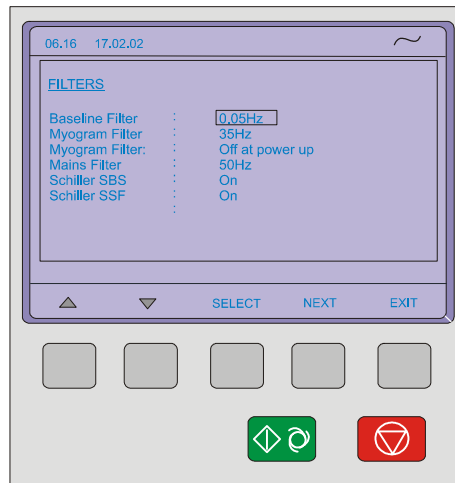 06.16 17.02.02
FILTERS
Baseline Filter : 0,05Hz
Myogram Filter : 35Hz
Myogram Filter: : Off at power up
Mains Filter : 50Hz
Schiller SBS : On
Schiller SSF : On
:
SELECT NEXT EXIT